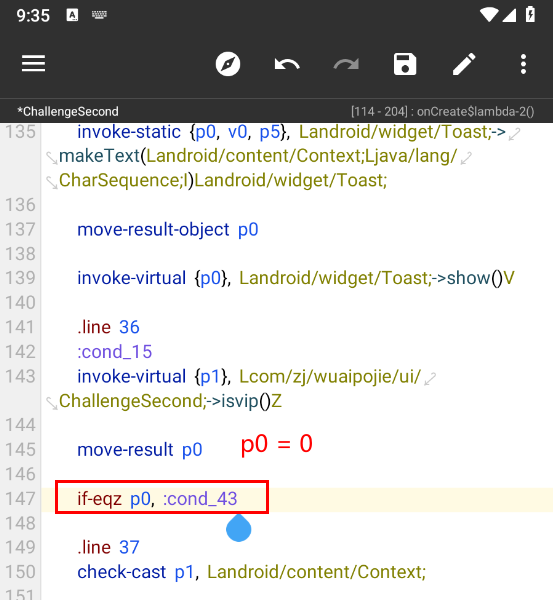 9:35 A
*ChallengeSecond [114 - 204] : onCreate$lambda-2()
135 invoke-static {p0, v0, p5}, Landroid/widget/Toast;->
makeText(Landroid/content/Context;Ljava/lang/
CharSequence;I)Landroid/widget/Toast;
136
137 move-result-object p0
138
139 invoke-virtual {p0}, Landroid/widget/Toast;->show()V
140
141 .line 36
142 :cond_15
143 invoke-virtual {p1}, Lcom/zj/wuaipojie/ui/
ChallengeSecond;->isvip()Z
144
145 move-result p0 p0 = 0
146
147 if-eqz p0, :cond_43
148
149 .line 37
150 check-cast p1, Landroid/content/Context;
151